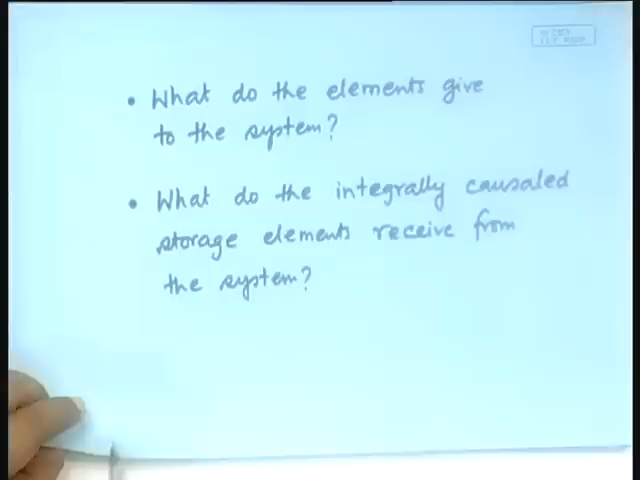 • What do the elements give
to the system?
• What do the integrally causaled
storage elements receive from
the system?